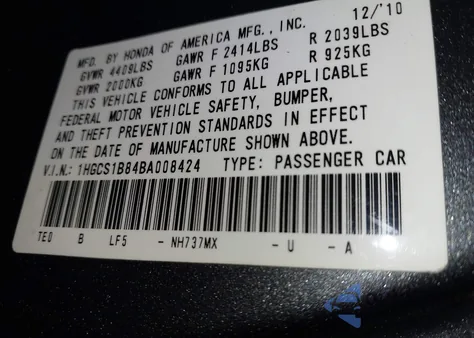 MFD. BY HONDA OF AMERICA MFG., INC. 12/'10
GVWR 4409LBS GAWR F 2414LBS R 2039LBS
GVWR 2000KG GAWR F 1095KG R 925KG
THIS VEHICLE CONFORMS TO ALL APPLICABLE
FEDERAL MOTOR VEHICLE SAFETY, BUMPER,
AND THEFT PREVENTION STANDARDS IN EFFECT
ON THE DATE OF MANUFACTURE SHOWN ABOVE.
V.I.N.: 1HGCS1B84BA008424 TYPE: PASSENGER CAR
TE0 B LF5 - NH737MX - U - A